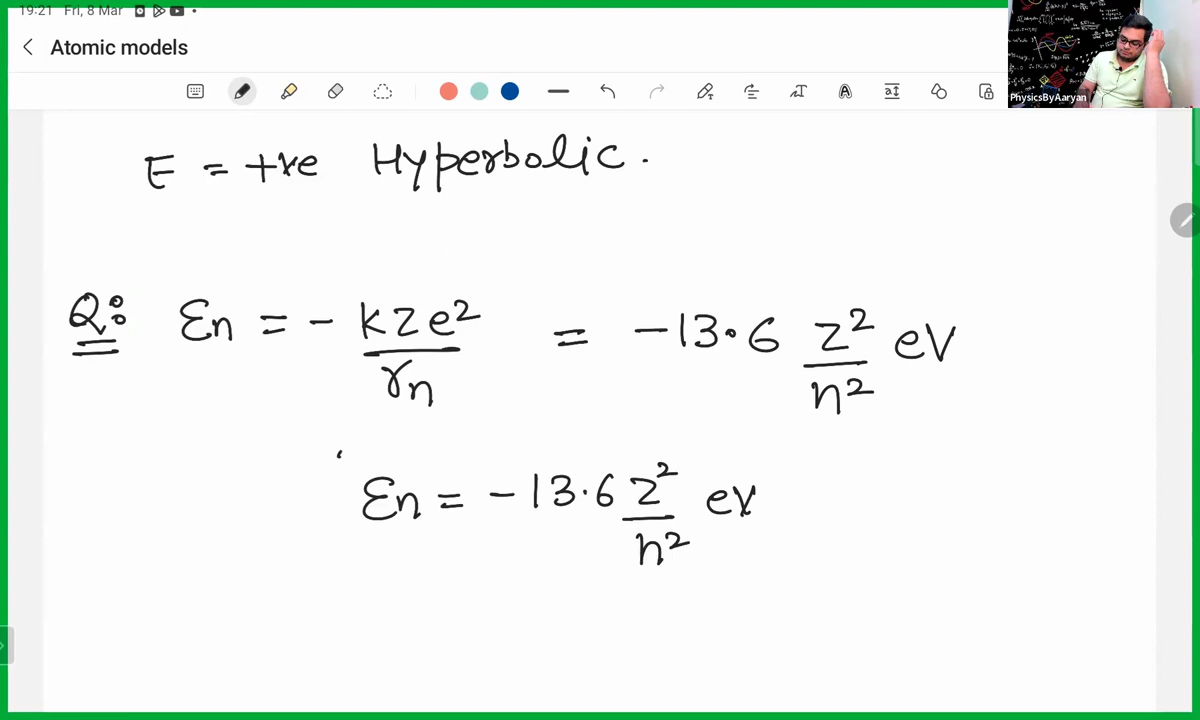 19:21 Fri, 8 Mar
Atomic models
PhysicsByAaryan
E = +ve Hyperbolic.
Q: En = - kze²/rn = -13.6 z²/n² eV
En = -13.6 z²/n² eV